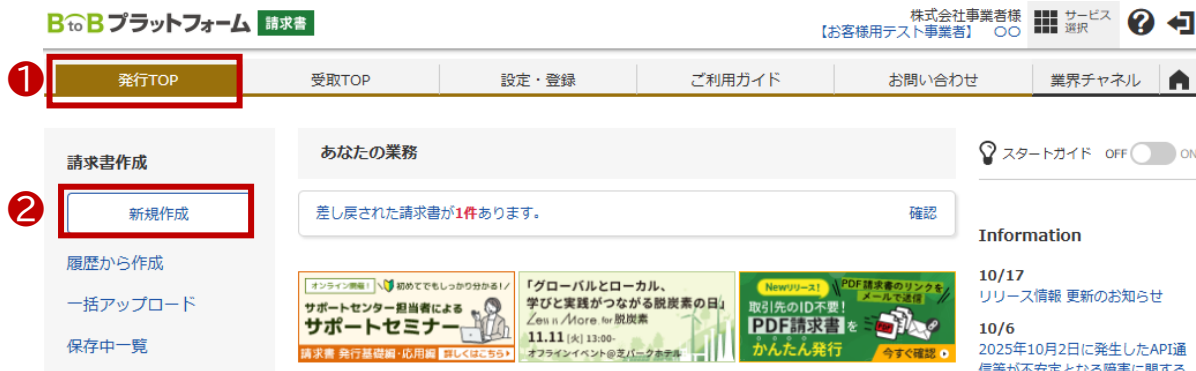 BtoBプラットフォーム 請求書
株式会社事業者様
【お客様用テスト事業者】 〇〇
サービス
選択
?
1
発行TOP
受取TOP
設定・登録
ご利用ガイド
お問い合わせ
業界チャネル
請求書作成
2
新規作成
履歴から作成
一括アップロード
保存中一覧
あなたの業務
差し戻された請求書が1件あります。
確認
オンライン開催! 初めてでもしっかり分かる!
サポートセンター担当者による
サポートセミナー
請求書 発行基礎編・応用編 詳しくはこちら
「グローバルとローカル、
学びと実践がつながる脱炭素の日」
for 脱炭素
11.11 [火] 13:00-
オフラインイベント@芝パークホテル
Newリリース! PDF請求書のリンクを
メールで送信
取引先のID不要!
PDF請求書を
かんたん発行
今すぐ確認
スタートガイド OFF ON
Information
10/17
リリース情報 更新のお知らせ
10/6
2025年10月2日に発生したAPI通
信等が不安定となる障害に関する